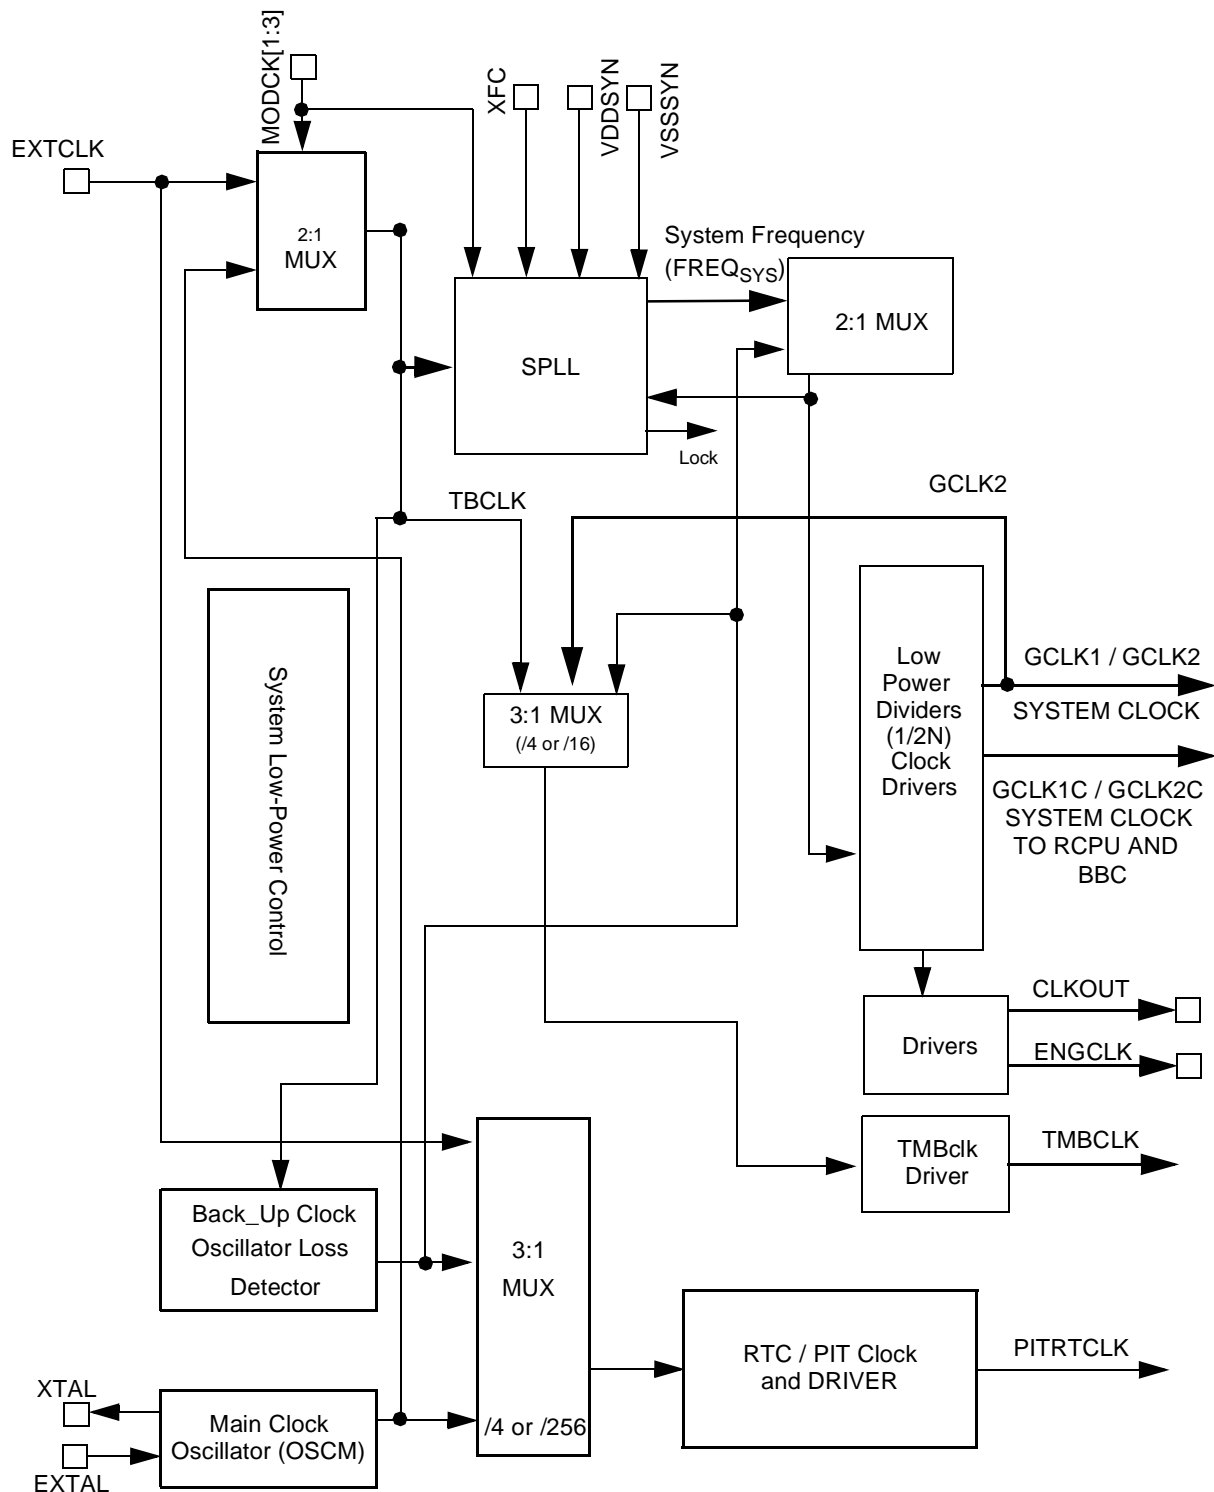 MODCK[1:3]
XFC
VDDSYN
VSSSYN
EXTCLK
2:1
MUX
System Frequency
(FREQSYS)
2:1 MUX
SPLL
Lock
GCLK2
TBCLK
System Low-Power Control
3:1 MUX
(/4 or /16)
Low
Power
Dividers
(1/2N)
Clock
Drivers
GCLK1 / GCLK2
SYSTEM CLOCK
GCLK1C / GCLK2C
SYSTEM CLOCK
TO RCPU AND
BBC
CLKOUT
Drivers
ENGCLK
TMBclk
Driver
TMBCLK
Back_Up Clock
Oscillator Loss
Detector
3:1
MUX
/4 or /256
RTC / PIT Clock
and DRIVER
PITRTCLK
XTAL
Main Clock
Oscillator (OSCM)
EXTAL